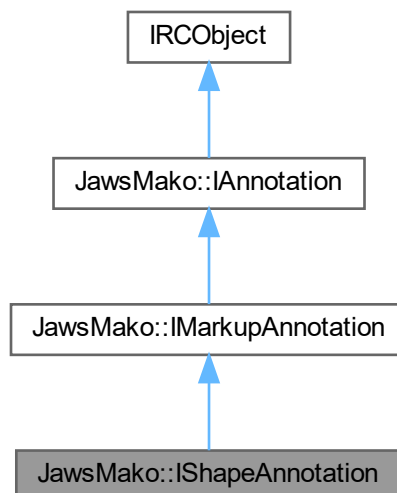 IRCObject
JawsMako::IAnnotation
JawsMako::IMarkupAnnotation
JawsMako::IShapeAnnotation